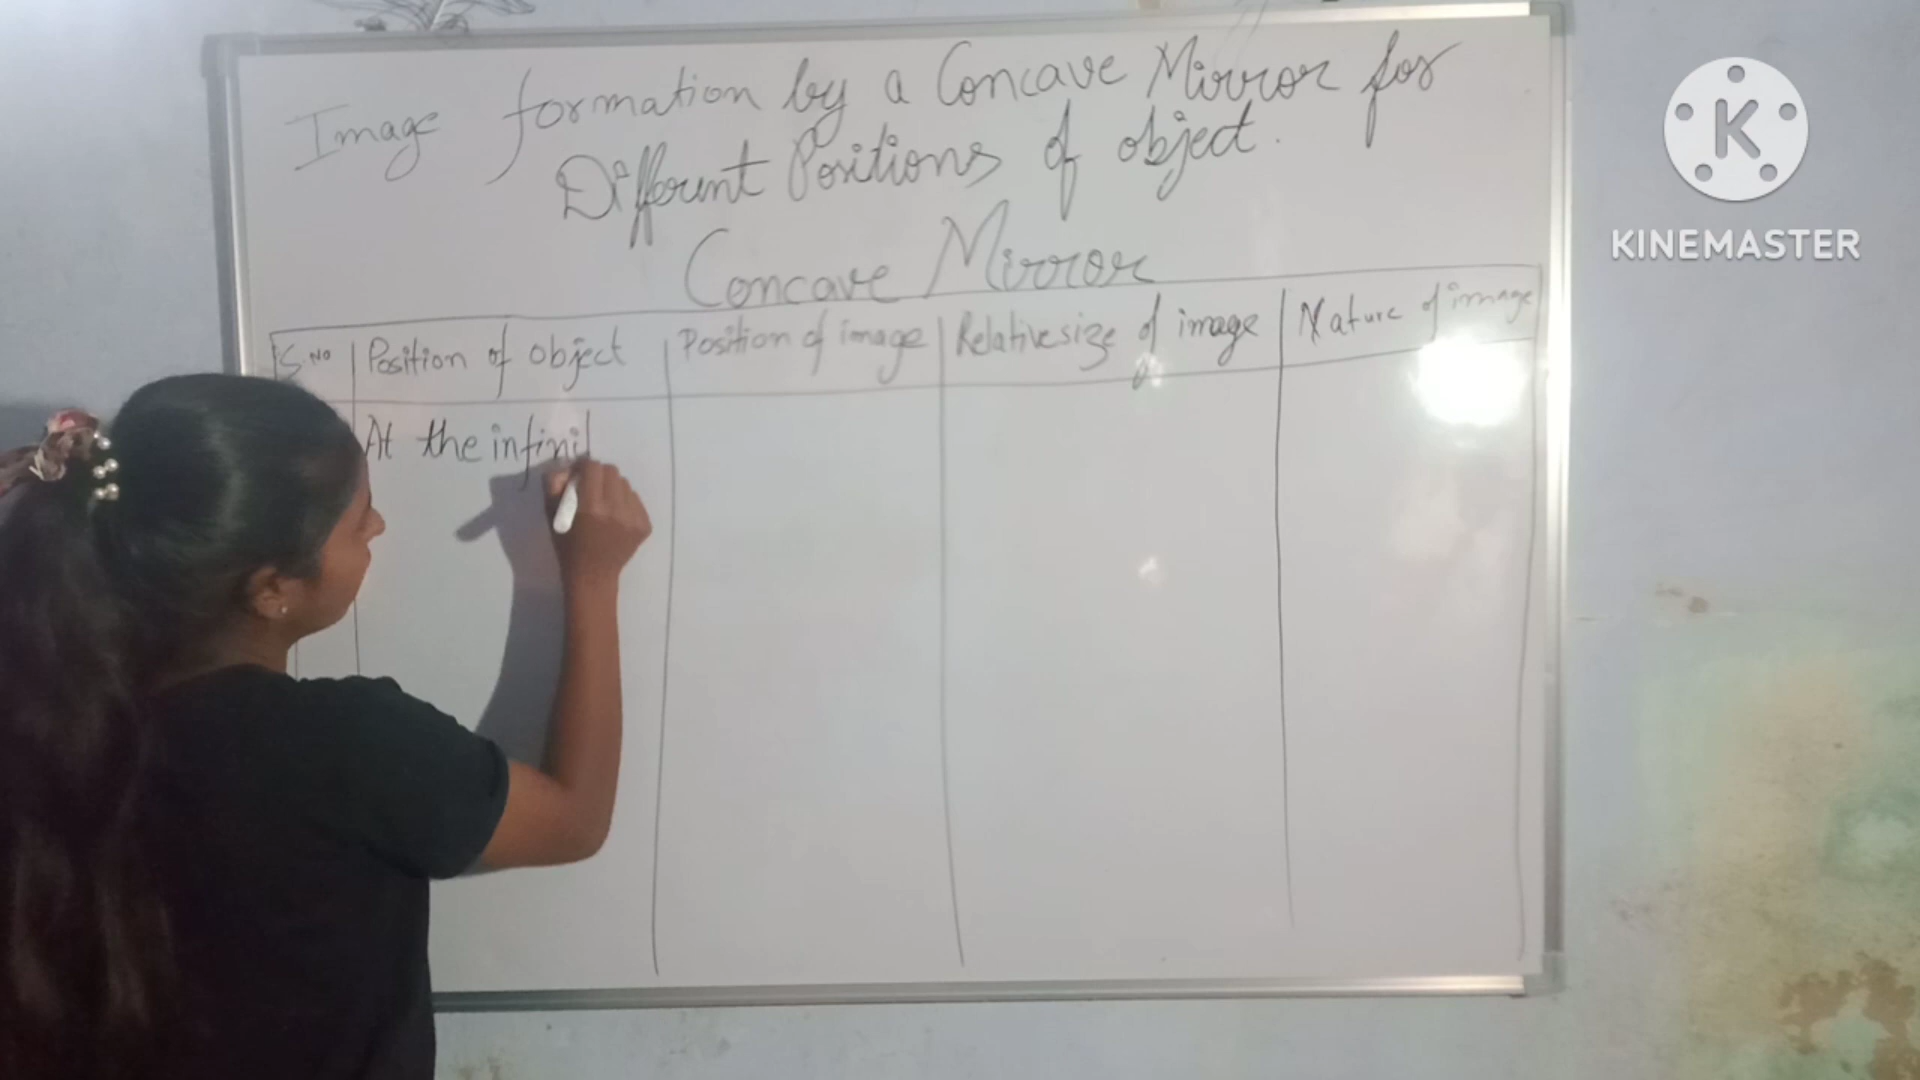 Image formation by a Concave Mirror for
Different Positions of object.
Concave Mirror
S.No Position of object Position of image Relative size of image Nature of image
At the infinit
K
KINEMASTER